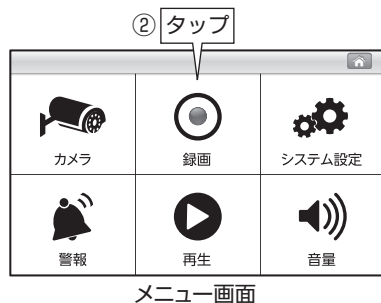 ② タップ
カメラ
録画
システム設定
警報
再生
音量
メニュー画面